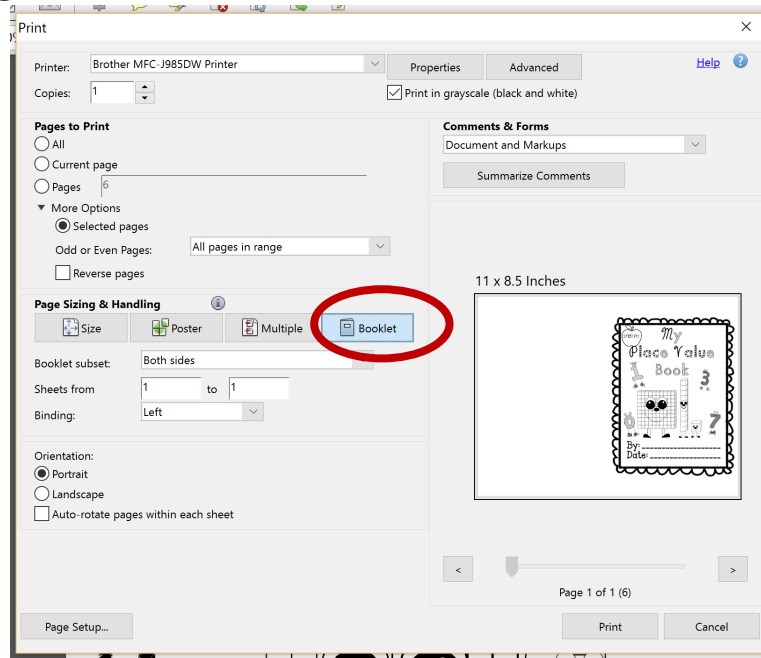 Print
Printer: Brother MFC-J985DW Printer Properties Advanced Help ?
Copies: 1 Print in grayscale (black and white)
Pages to Print
All
Current page
Pages 6
More Options
Selected pages
Odd or Even Pages: All pages in range
Reverse pages
Comments & Forms
Document and Markups
Summarize Comments
Page Sizing & Handling i
Size Poster Multiple Booklet
Booklet subset: Both sides
Sheets from 1 to 1
Binding: Left
Orientation:
Portrait
Landscape
Auto-rotate pages within each sheet
11 x 8.5 Inches
My
Place Value
Book
1 3
0 7
By:
Date:
< >
Page 1 of 1 (6)
Page Setup... Print Cancel